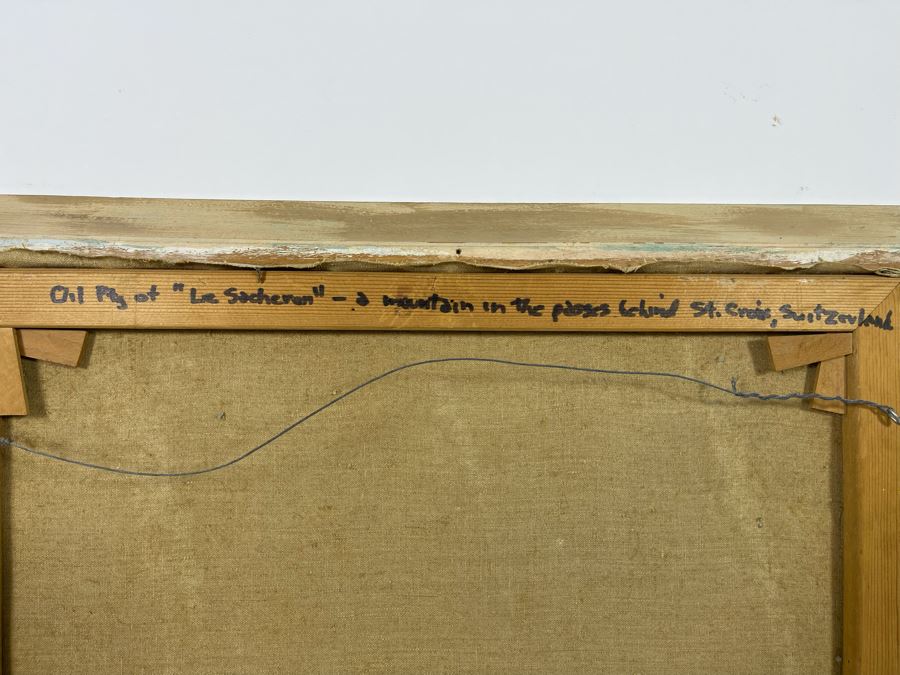 Oil Ptg of "Le Sacheron" – a mountain in the passes behind St. Croix, Switzerland